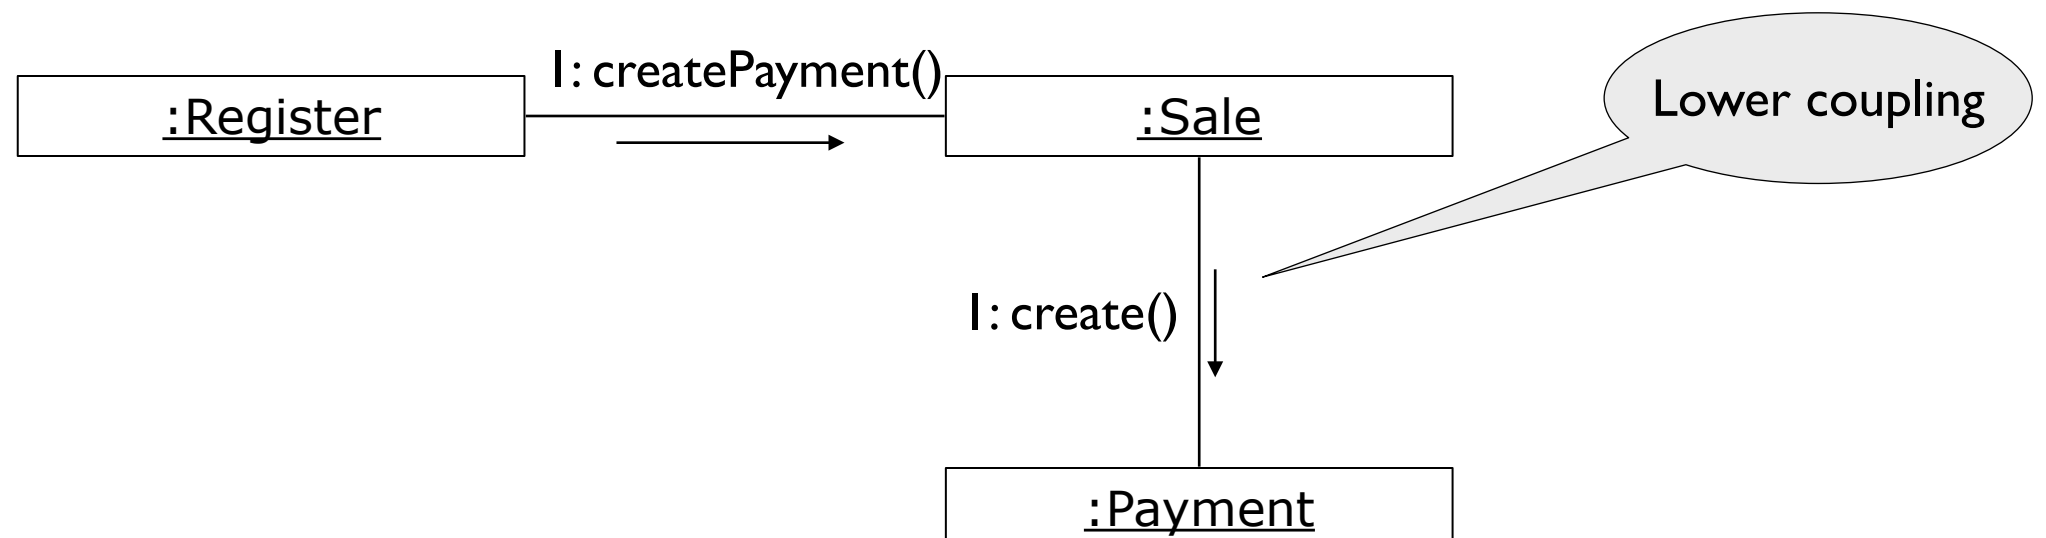 1: createPayment()
:Register
:Sale
Lower coupling
1: create()
:Payment